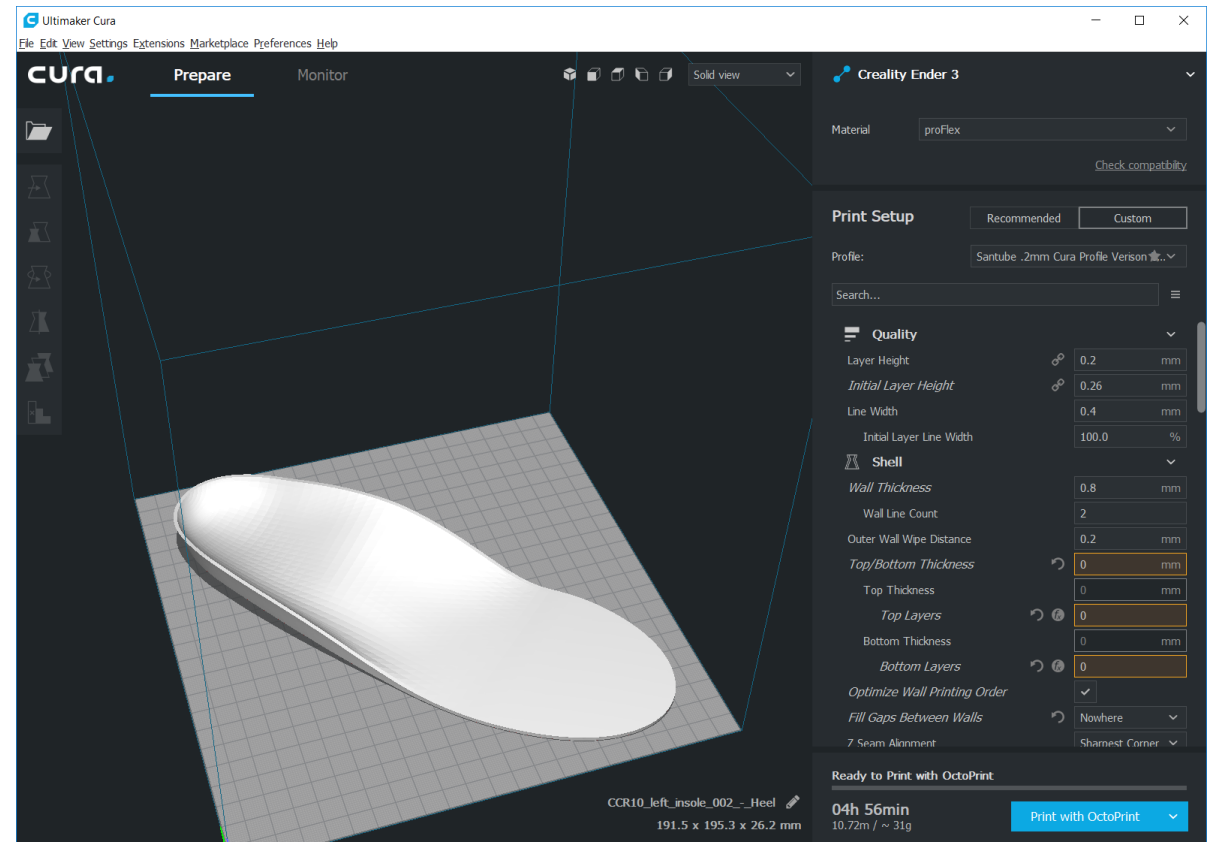 Ultimaker Cura
File Edit View Settings Extensions Marketplace Preferences Help
cura. Prepare Monitor Solid view
Creality Ender 3
Material proFlex
Check compatibility
Print Setup Recommended Custom
Profile: Santube .2mm Cura Profile Verison ..
Search...
Quality
Layer Height 0.2 mm
Initial Layer Height 0.26 mm
Line Width 0.4 mm
Initial Layer Line Width 100.0 %
Shell
Wall Thickness 0.8 mm
Wall Line Count 2
Outer Wall Wipe Distance 0.2 mm
Top/Bottom Thickness 0 mm
Top Thickness 0 mm
Top Layers 0
Bottom Thickness 0 mm
Bottom Layers 0
Optimize Wall Printing Order
Fill Gaps Between Walls Nowhere
Z Seam Alignment Sharpest Corner
CCR10_left_insole_002_-_Heel
191.5 x 195.3 x 26.2 mm
Ready to Print with OctoPrint
04h 56min
10.72m / ~ 31g
Print with OctoPrint